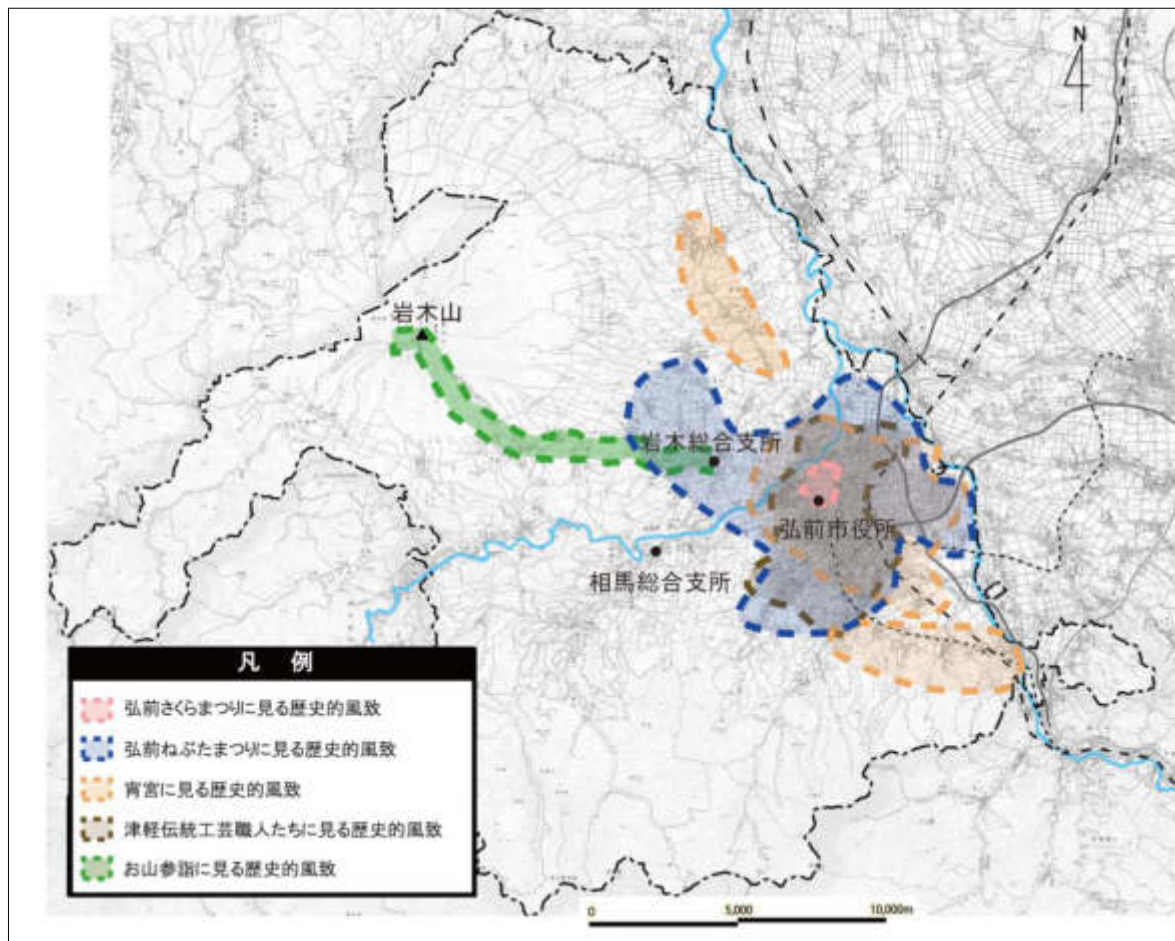 N
岩木山
岩木総合支所
弘前市役所
相馬総合支所
凡 例
弘前さくらまつりに見る歴史的風致
弘前ねぷたまつりに見る歴史的風致
宵宮に見る歴史的風致
津軽伝統工芸職人たちに見る歴史的風致
お山参詣に見る歴史的風致
0 5,000 10,000m